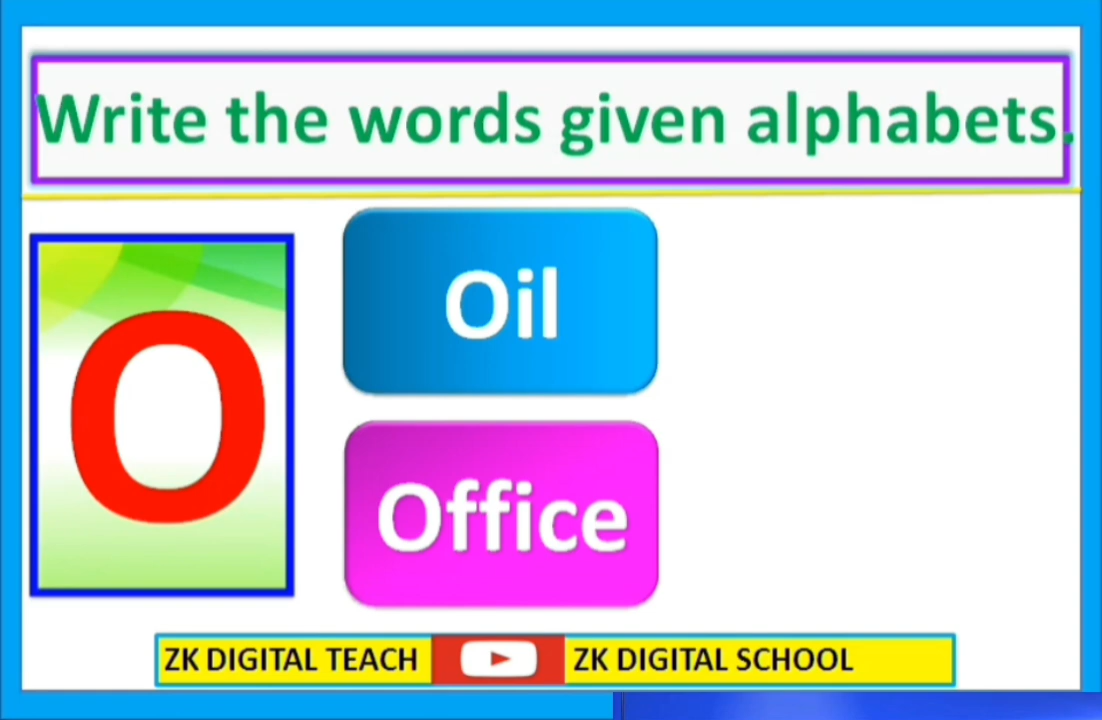 Write the words given alphabets.
O
Oil
Office
ZK DIGITAL TEACH
ZK DIGITAL SCHOOL